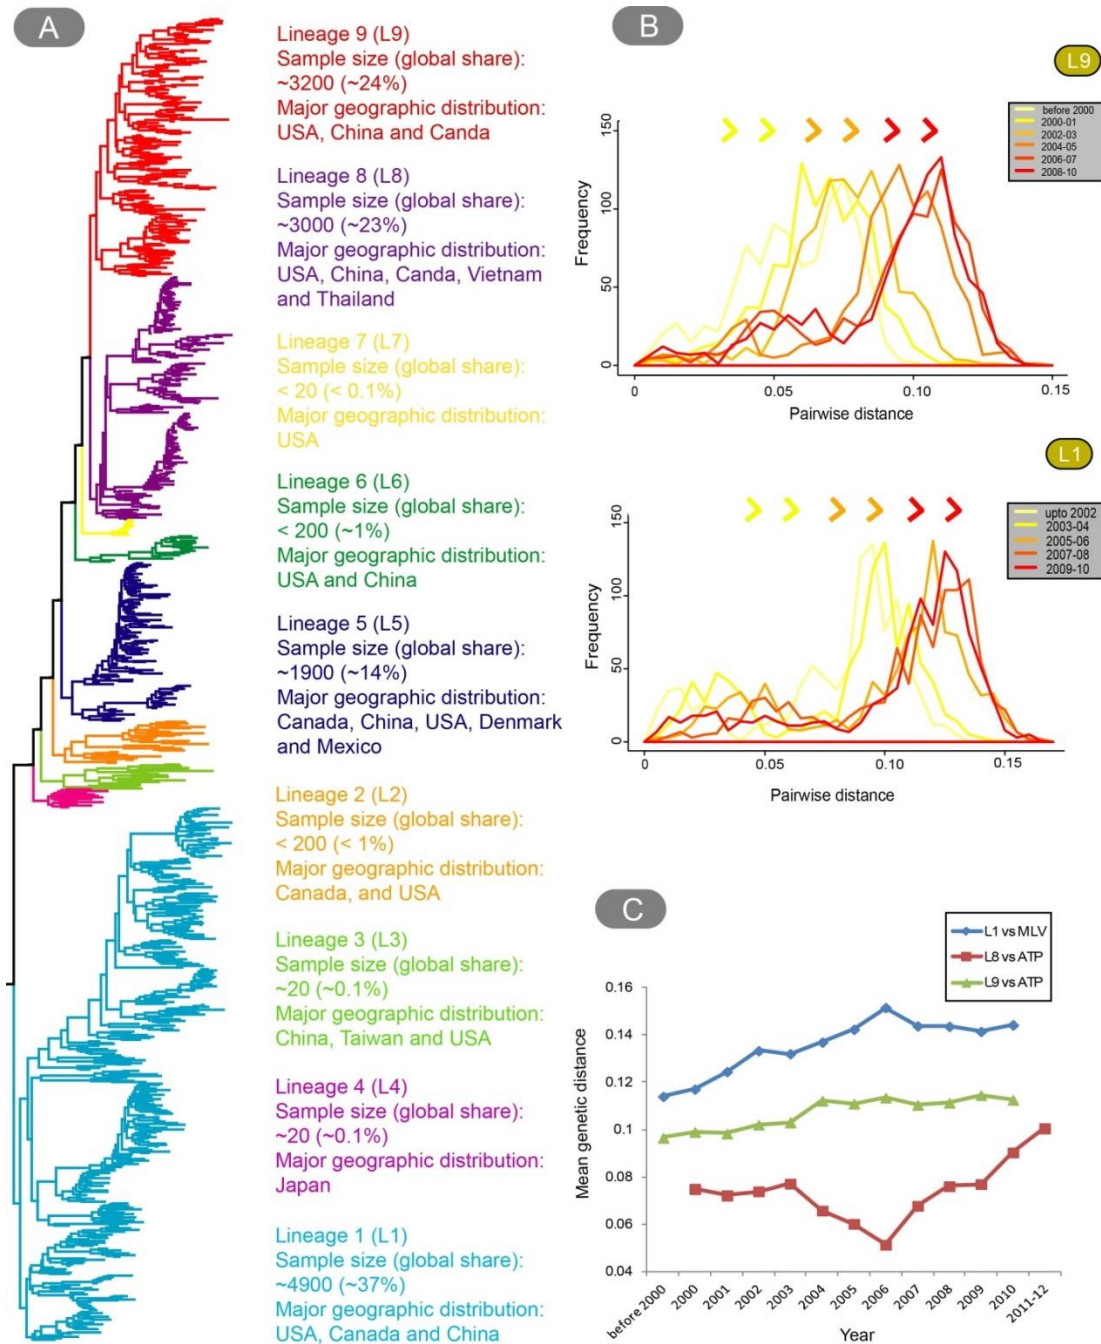 A
Lineage 9 (L9)
Sample size (global share):
~3200 (~24%)
Major geographic distribution:
USA, China and Canda
Lineage 8 (L8)
Sample size (global share):
~3000 (~23%)
Major geographic distribution:
USA, China, Canda, Vietnam
and Thailand
Lineage 7 (L7)
Sample size (global share):
< 20 (< 0.1%)
Major geographic distribution:
USA
Lineage 6 (L6)
Sample size (global share):
< 200 (~1%)
Major geographic distribution:
USA and China
Lineage 5 (L5)
Sample size (global share):
~1900 (~14%)
Major geographic distribution:
Canada, China, USA, Denmark
and Mexico
Lineage 2 (L2)
Sample size (global share):
< 200 (< 1%)
Major geographic distribution:
Canada, and USA
Lineage 3 (L3)
Sample size (global share):
~20 (~0.1%)
Major geographic distribution:
China, Taiwan and USA
Lineage 4 (L4)
Sample size (global share):
~20 (~0.1%)
Major geographic distribution:
Japan
Lineage 1 (L1)
Sample size (global share):
~4900 (~37%)
Major geographic distribution:
USA, Canada and China
B
L9
before 2000
2000-01
2002-03
2004-05
2006-07
2008-10
150
100
50
0
Frequency
0 0.05 0.10 0.15
Pairwise distance
L1
upto 2002
2003-04
2005-06
2007-08
2009-10
150
100
50
0
Frequency
0 0.05 0.10 0.15
Pairwise distance
C
L1 vs MLV
L8 vs ATP
L9 vs ATP
0.16
0.14
0.12
0.1
0.08
0.06
0.04
Mean genetic distance
before 2000 2000 2001 2002 2003 2004 2005 2006 2007 2008 2009 2010 2011-12
Year